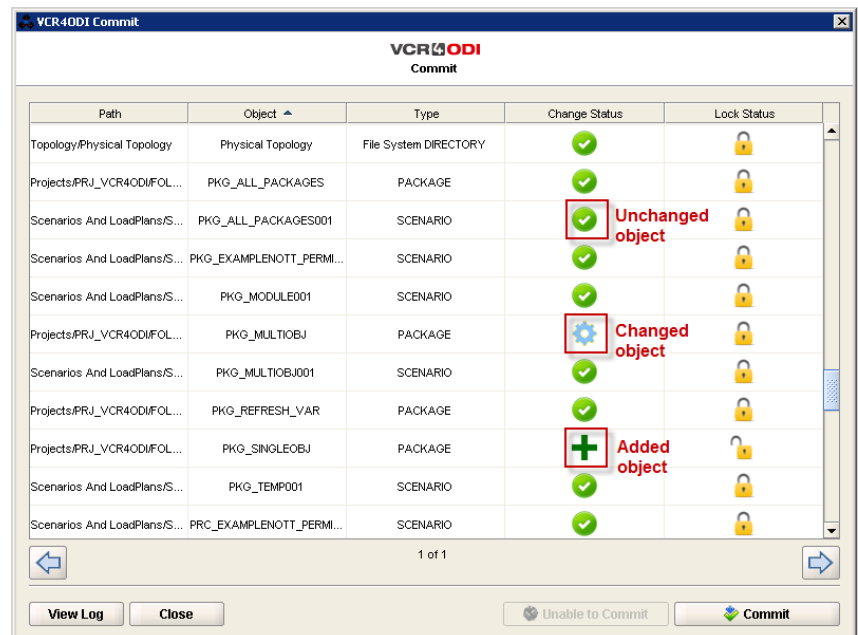 VCR4ODI Commit
VCR4ODI
Commit
Path Object Type Change Status Lock Status
Topology/Physical Topology Physical Topology File System DIRECTORY
Projects/PRJ_VCR4ODI/FOL... PKG_ALL_PACKAGES PACKAGE
Scenarios And LoadPlans/S... PKG_ALL_PACKAGES001 SCENARIO Unchanged object
Scenarios And LoadPlans/S... PKG_EXAMPLENOTT_PERMI... SCENARIO
Scenarios And LoadPlans/S... PKG_MODULE001 SCENARIO
Projects/PRJ_VCR4ODI/FOL... PKG_MULTIOBJ PACKAGE Changed object
Scenarios And LoadPlans/S... PKG_MULTIOBJ001 SCENARIO
Projects/PRJ_VCR4ODI/FOL... PKG_REFRESH_VAR PACKAGE
Projects/PRJ_VCR4ODI/FOL... PKG_SINGLEOBJ PACKAGE Added object
Scenarios And LoadPlans/S... PKG_TEMP001 SCENARIO
Scenarios And LoadPlans/S... PRC_EXAMPLENOTT_PERMI... SCENARIO
1 of 1
View Log Close Unable to Commit Commit